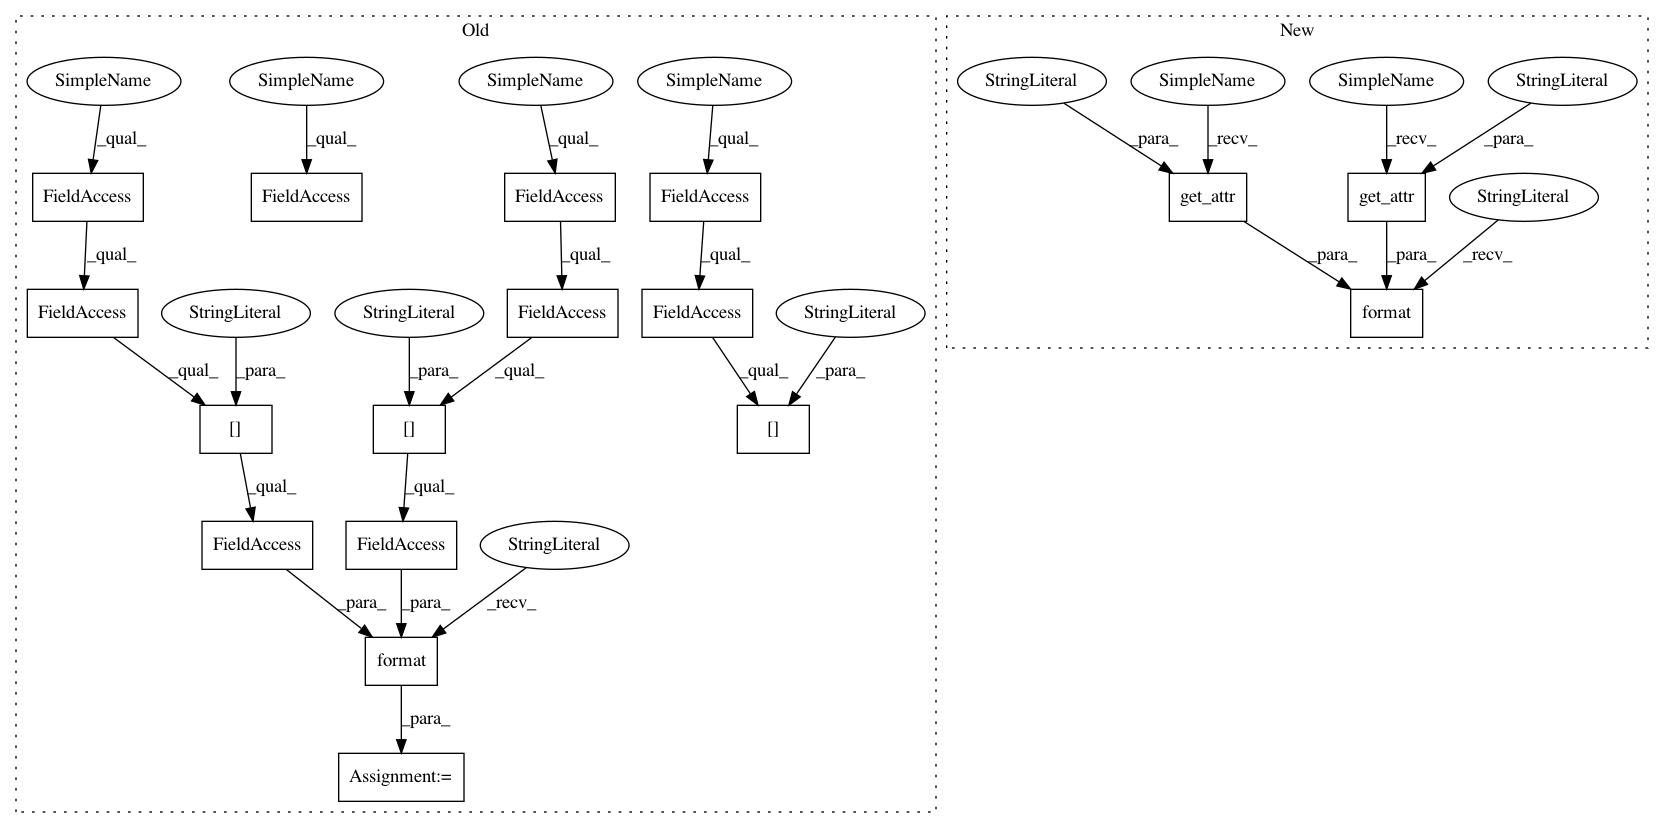 Old
New
SimpleName
SimpleName
SimpleName
SimpleName
StringLiteral
SimpleName
SimpleName
StringLiteral
_qual_
_qual_
_qual_
_qual_
_para_
_recv_
_recv_
_para_
FieldAccess
FieldAccess
FieldAccess
FieldAccess
get_attr
get_attr
StringLiteral
_qual_
_qual_
_qual_
_para_
_para_
_recv_
FieldAccess
StringLiteral
StringLiteral
FieldAccess
FieldAccess
StringLiteral
format
_qual_
_para_
_para_
_qual_
_qual_
_para_
[]
[]
[]
_qual_
_qual_
FieldAccess
FieldAccess
StringLiteral
_para_
_para_
_recv_
format
_para_
Assignment:=